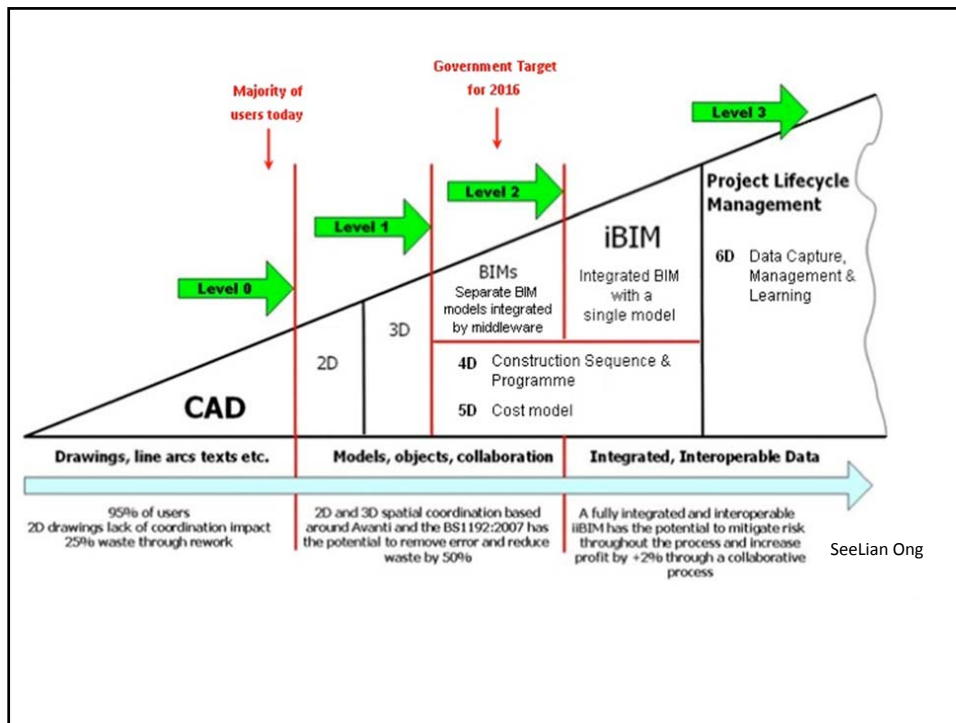 Majority of
users today
Government Target
for 2016
Level 0
Level 1
Level 2
Level 3
CAD
2D
3D
BIMs
Separate BIM
models integrated
by middleware
iBIM
Integrated BIM
with a
single model
4D Construction Sequence &
Programme
5D Cost model
Project Lifecycle
Management
6D Data Capture,
Management &
Learning
Drawings, line arcs texts etc.
Models, objects, collaboration
Integrated, Interoperable Data
95% of users
2D drawings lack of coordination impact
25% waste through rework
2D and 3D spatial coordination based
around Avanti and the BS1192:2007 has
the potential to remove error and reduce
waste by 50%
A fully integrated and interoperable
iiBIM has the potential to mitigate risk
throughout the process and increase
profit by +2% through a collaborative
process
SeeLian Ong